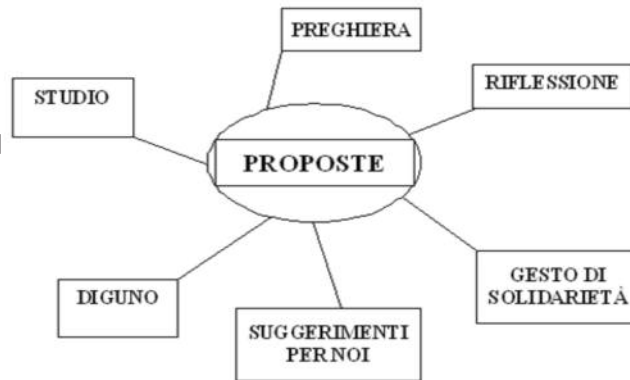 PREGHIERA
RIFLESSIONE
STUDIO
PROPOSTE
DIGUNO
GESTO DI
SOLIDARIETÀ
SUGGERIMENTI
PER NOI